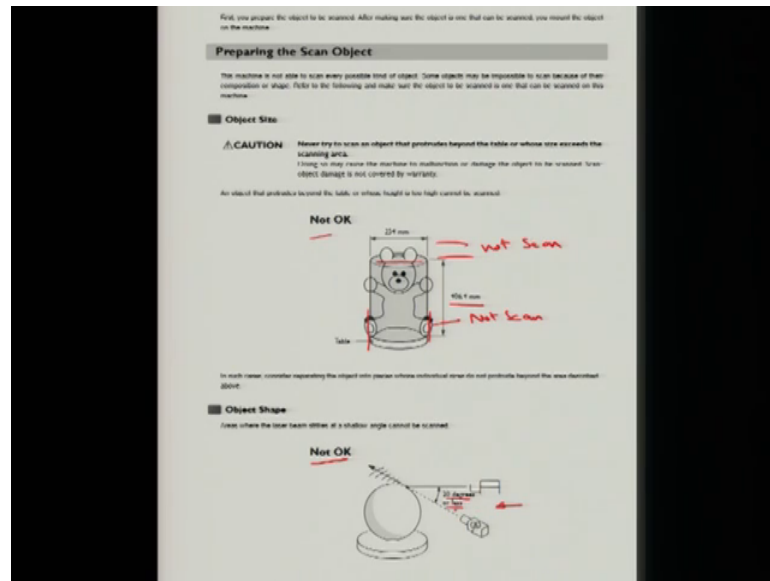 First, you prepare the object to be scanned. After making sure the object is one that can be scanned, you mount the object
on the machine.
Preparing the Scan Object
This machine is not able to scan every possible kind of object. Some objects may be impossible to scan because of their
composition or shape. Refer to the following and make sure the object to be scanned is one that can be scanned on this
machine.
Object Size
⚠CAUTION
Never try to scan an object that protrudes beyond the table or whose size exceeds the
scanning area.
Doing so may cause the machine to malfunction or damage the object to be scanned. Scan
object damage is not covered by warranty.
An object that protrudes beyond the table or whose height is too high cannot be scanned.
Not OK
254 mm
not Scan
406.4 mm
Not Scan
Table
In such cases, consider separating the object into pieces whose individual sizes do not protrude beyond the area described
above.
Object Shape
Areas where the laser beam strikes at a shallow angle cannot be scanned.
Not OK
30 degrees
or less